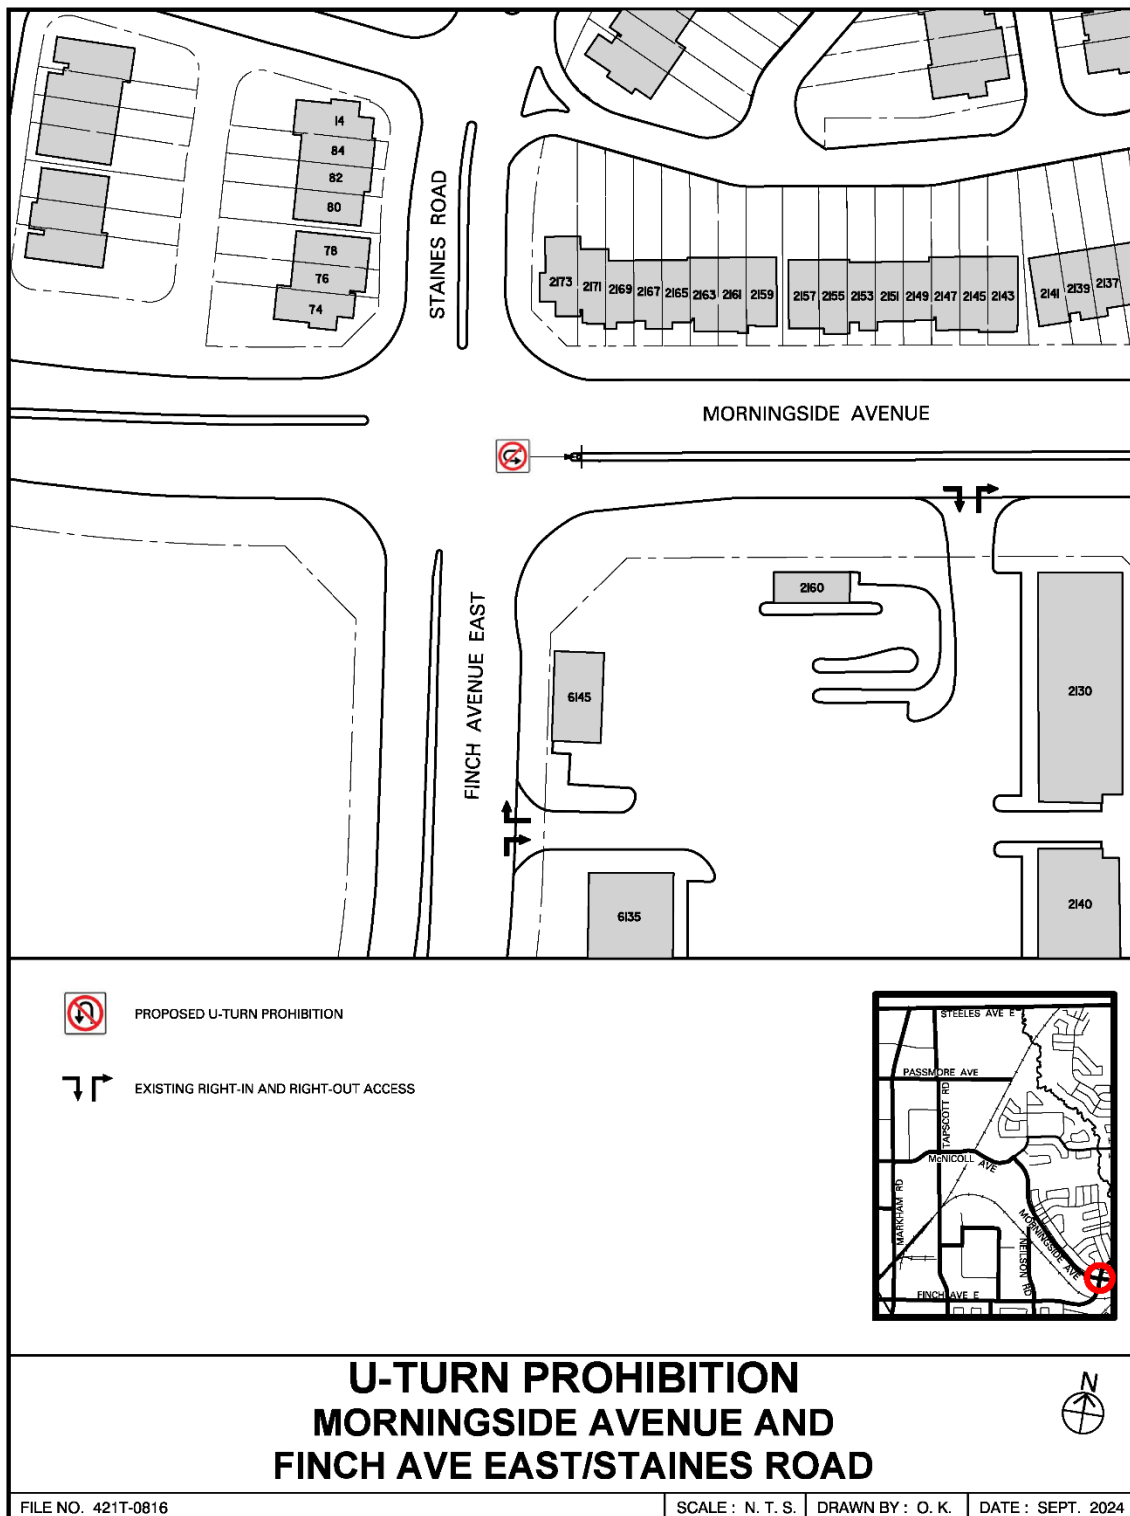 14
84
82
80
78
76
74
STAINES ROAD
2173
2171
2169
2167
2165
2163
2161
2159
2157
2155
2153
2151
2149
2147
2145
2143
2141
2139
2137
MORNINGSIDE AVENUE
FINCH AVENUE EAST
2160
6145
2130
6135
2140
PROPOSED U-TURN PROHIBITION
EXISTING RIGHT-IN AND RIGHT-OUT ACCESS
STEELES AVE E
PASSMORE AVE
TAPSCOTT RD
McNICOLL AVE
MARKHAM RD
MORNINGSIDE AVE
NEILSON RD
FINCH AVE E
U-TURN PROHIBITION
MORNINGSIDE AVENUE AND
FINCH AVE EAST/STAINES ROAD
N
FILE NO. 421T-0816
SCALE : N. T. S.
DRAWN BY : O. K.
DATE : SEPT. 2024